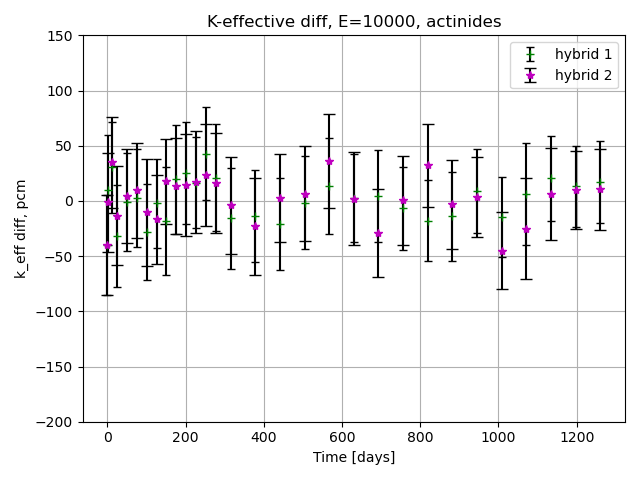 K-effective diff, E=10000, actinides
hybrid 1
hybrid 2
k_eff diff, pcm
150
100
50
0
−50
−100
−150
−200
0 200 400 600 800 1000 1200
Time [days]